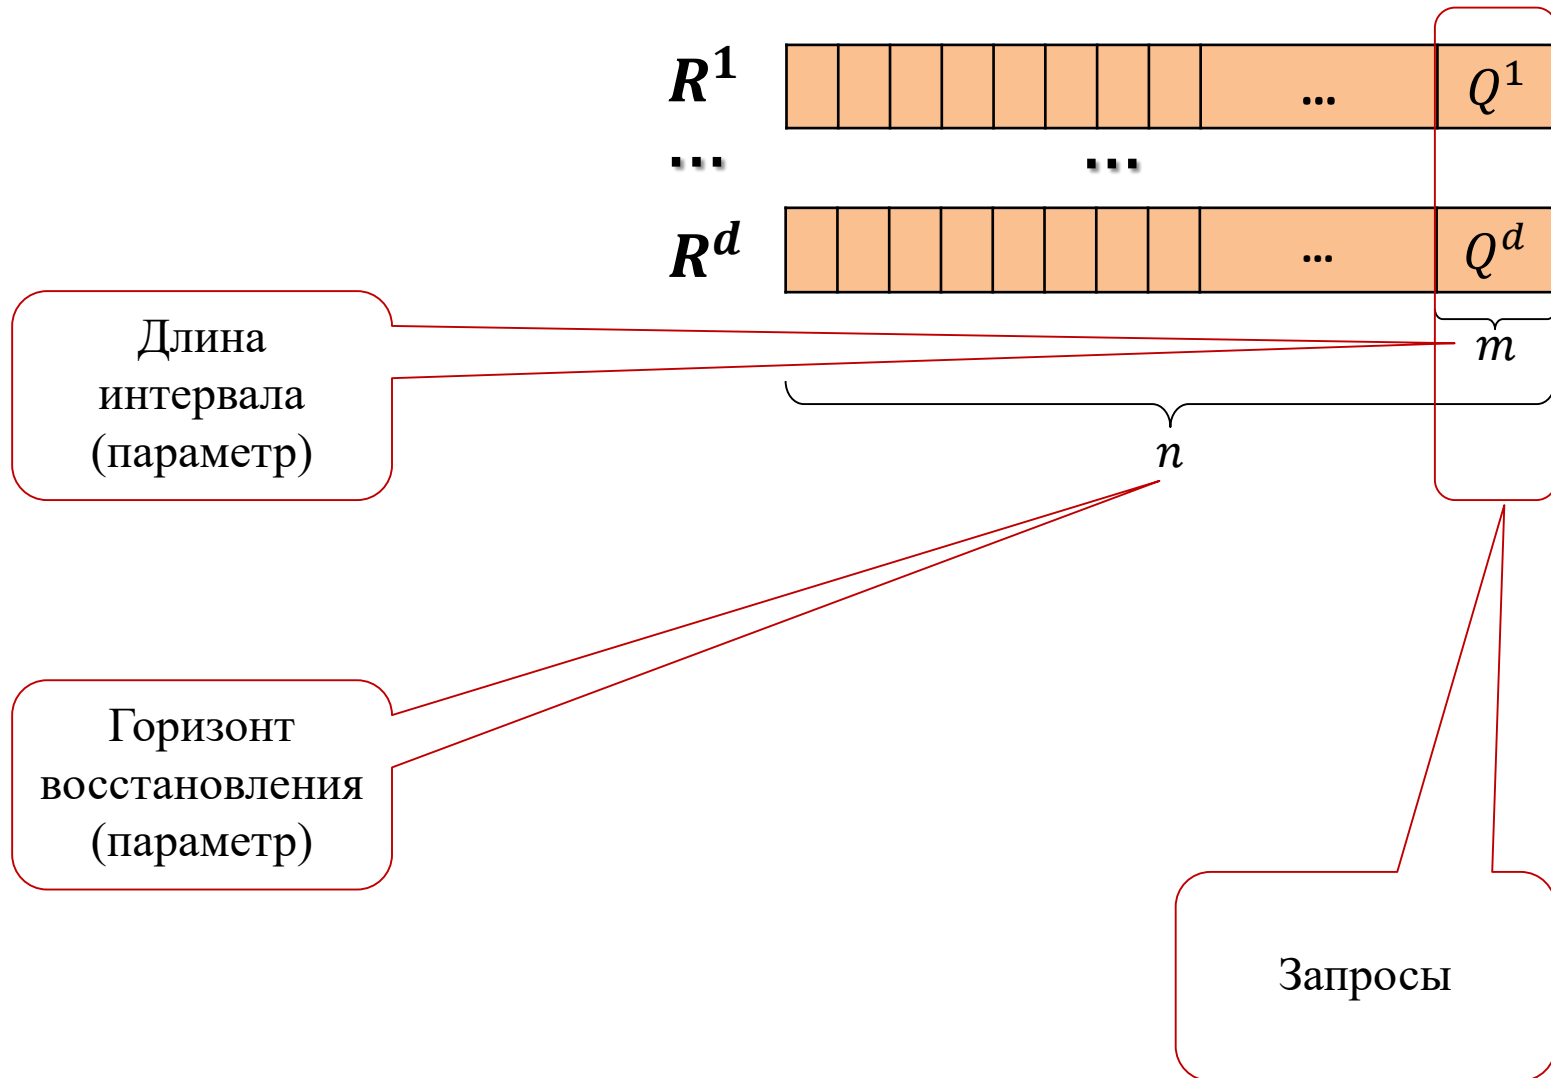 R¹ ... Q¹
... ...
Rᵈ ... Qᵈ
m
n
Длина
интервала
(параметр)
Горизонт
восстановления
(параметр)
Запросы